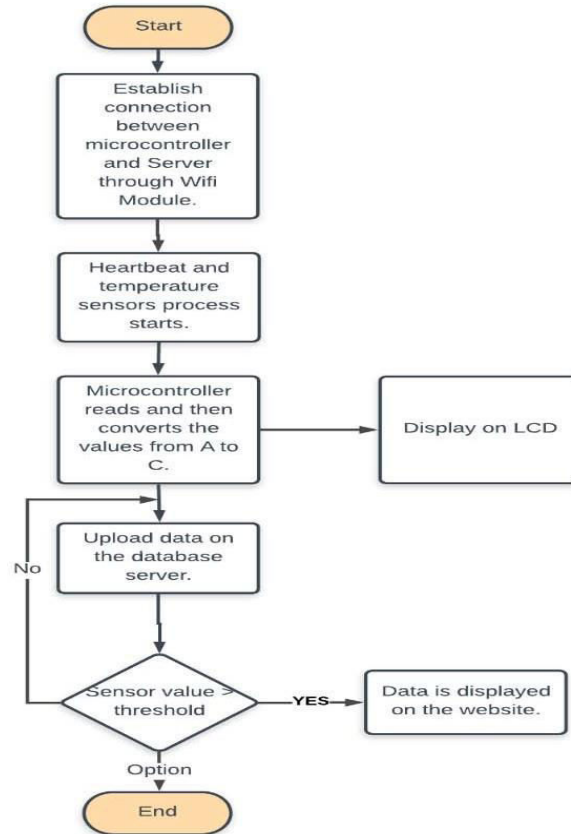 Start
Establish
connection
between
microcontroller
and Server
through Wifi
Module.
Heartbeat and
temperature
sensors process
starts.
Microcontroller
reads and then
converts the
values from A to
C.
Display on LCD
Upload data on
the database
server.
No
Sensor value >
threshold
YES
Data is displayed
on the website.
Option
End